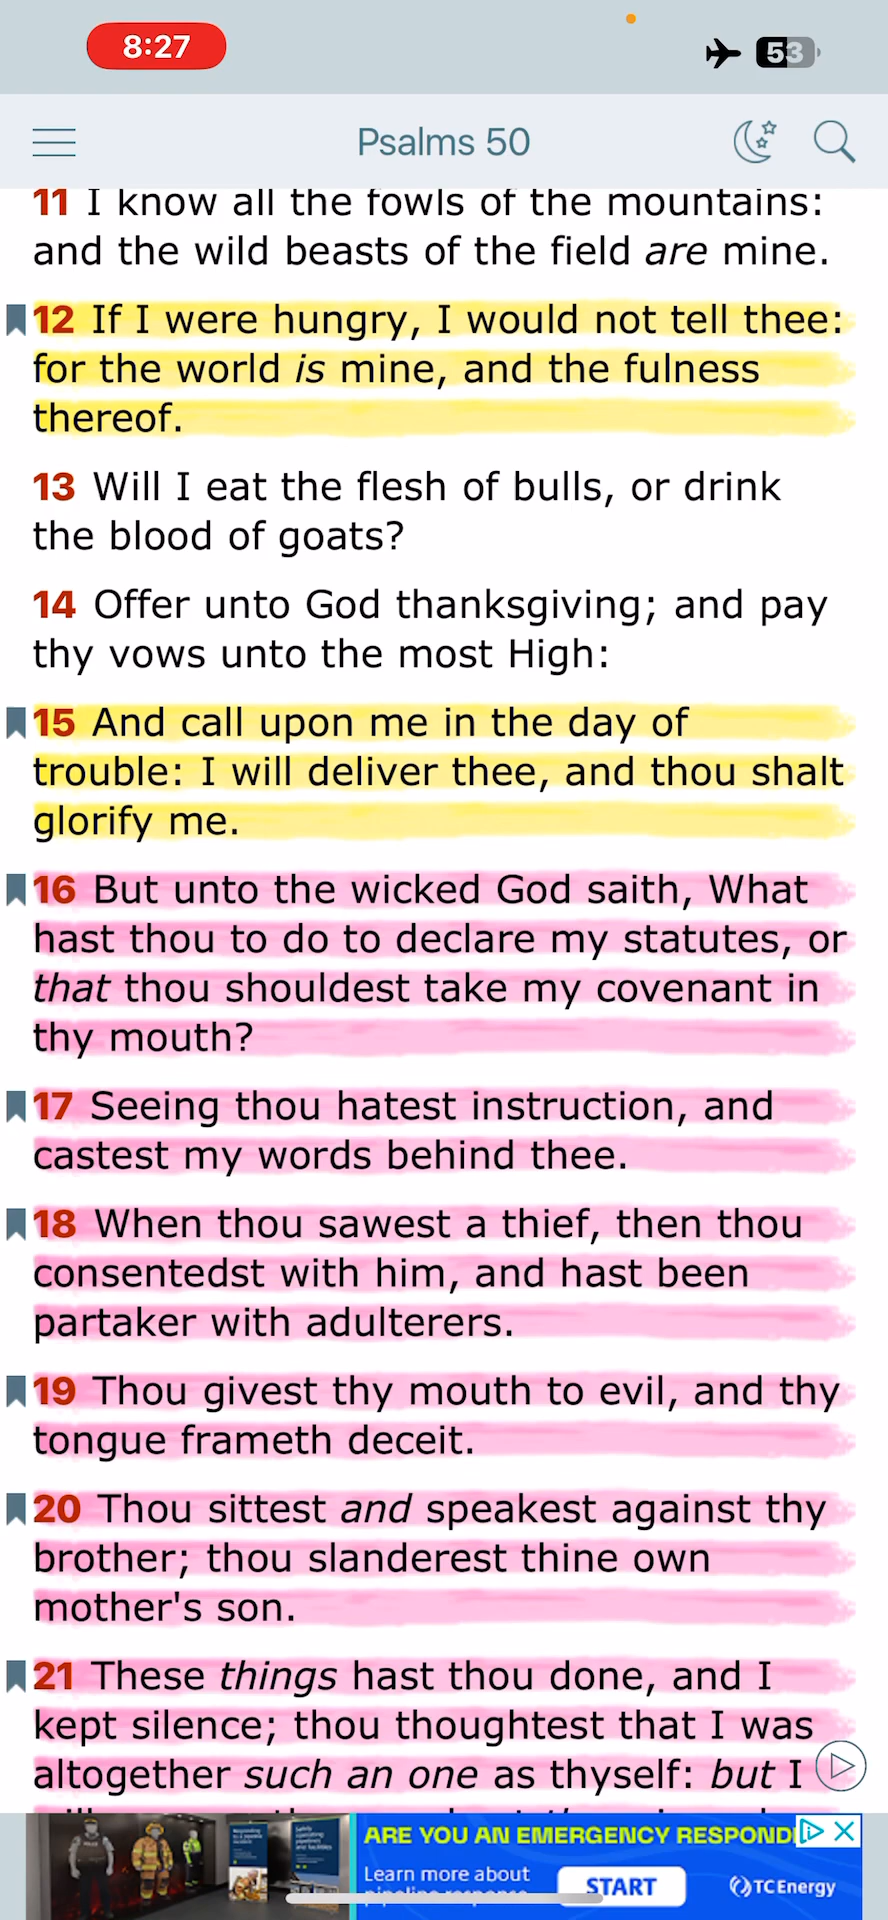 8:27
53
Psalms 50
11 I know all the fowls of the mountains:
and the wild beasts of the field are mine.
12 If I were hungry, I would not tell thee:
for the world is mine, and the fulness
thereof.
13 Will I eat the flesh of bulls, or drink
the blood of goats?
14 Offer unto God thanksgiving; and pay
thy vows unto the most High:
15 And call upon me in the day of
trouble: I will deliver thee, and thou shalt
glorify me.
16 But unto the wicked God saith, What
hast thou to do to declare my statutes, or
that thou shouldest take my covenant in
thy mouth?
17 Seeing thou hatest instruction, and
castest my words behind thee.
18 When thou sawest a thief, then thou
consentedst with him, and hast been
partaker with adulterers.
19 Thou givest thy mouth to evil, and thy
tongue frameth deceit.
20 Thou sittest and speakest against thy
brother; thou slanderest thine own
mother's son.
21 These things hast thou done, and I
kept silence; thou thoughtest that I was
altogether such an one as thyself: but I
ARE YOU AN EMERGENCY RESPOND
Learn more about
START
TC Energy